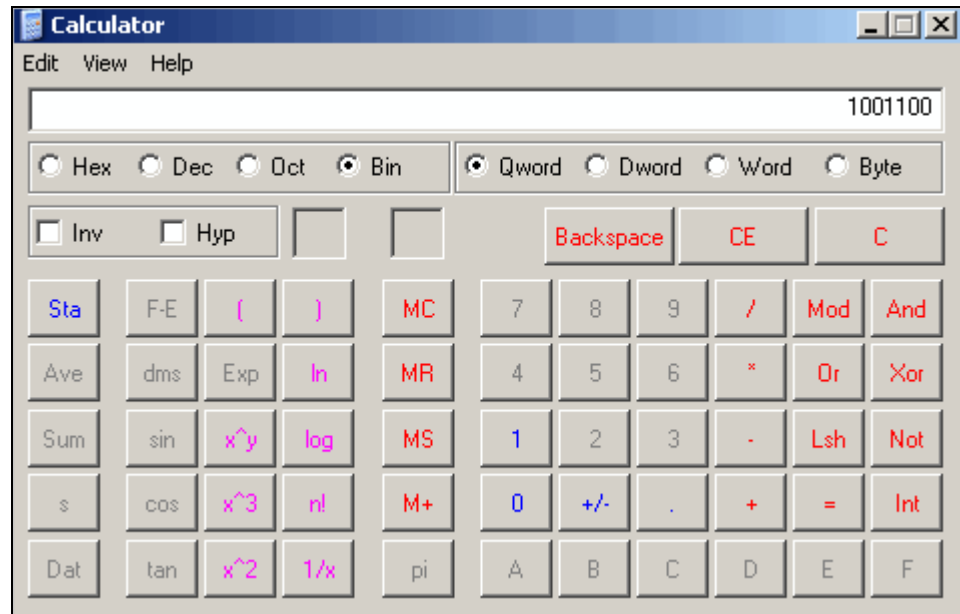 Calculator
Edit View Help
1001100
Hex Dec Oct Bin Qword Dword Word Byte
Inv Hyp Backspace CE C
Sta F-E ( ) MC 7 8 9 / Mod And
Ave dms Exp ln MR 4 5 6 * Or Xor
Sum sin x^y log MS 1 2 3 - Lsh Not
s cos x^3 n! M+ 0 +/- . + = Int
Dat tan x^2 1/x pi A B C D E F